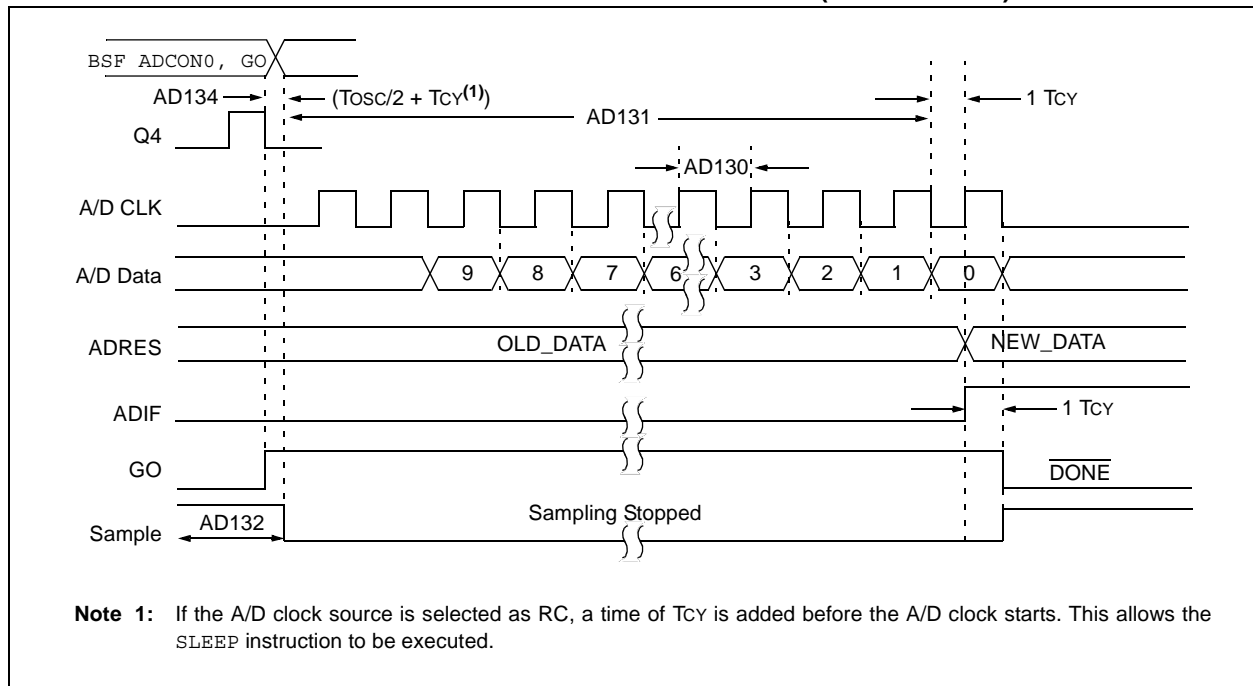 BSF ADCON0, GO
AD134
(TOSC/2 + TCY(1))
1 TCY
AD131
Q4
AD130
A/D CLK
A/D Data
9 8 7 6 3 2 1 0
ADRES
OLD_DATA
NEW_DATA
ADIF
1 TCY
GO
DONE
Sample
AD132
Sampling Stopped
Note 1: If the A/D clock source is selected as RC, a time of TCY is added before the A/D clock starts. This allows the
SLEEP instruction to be executed.